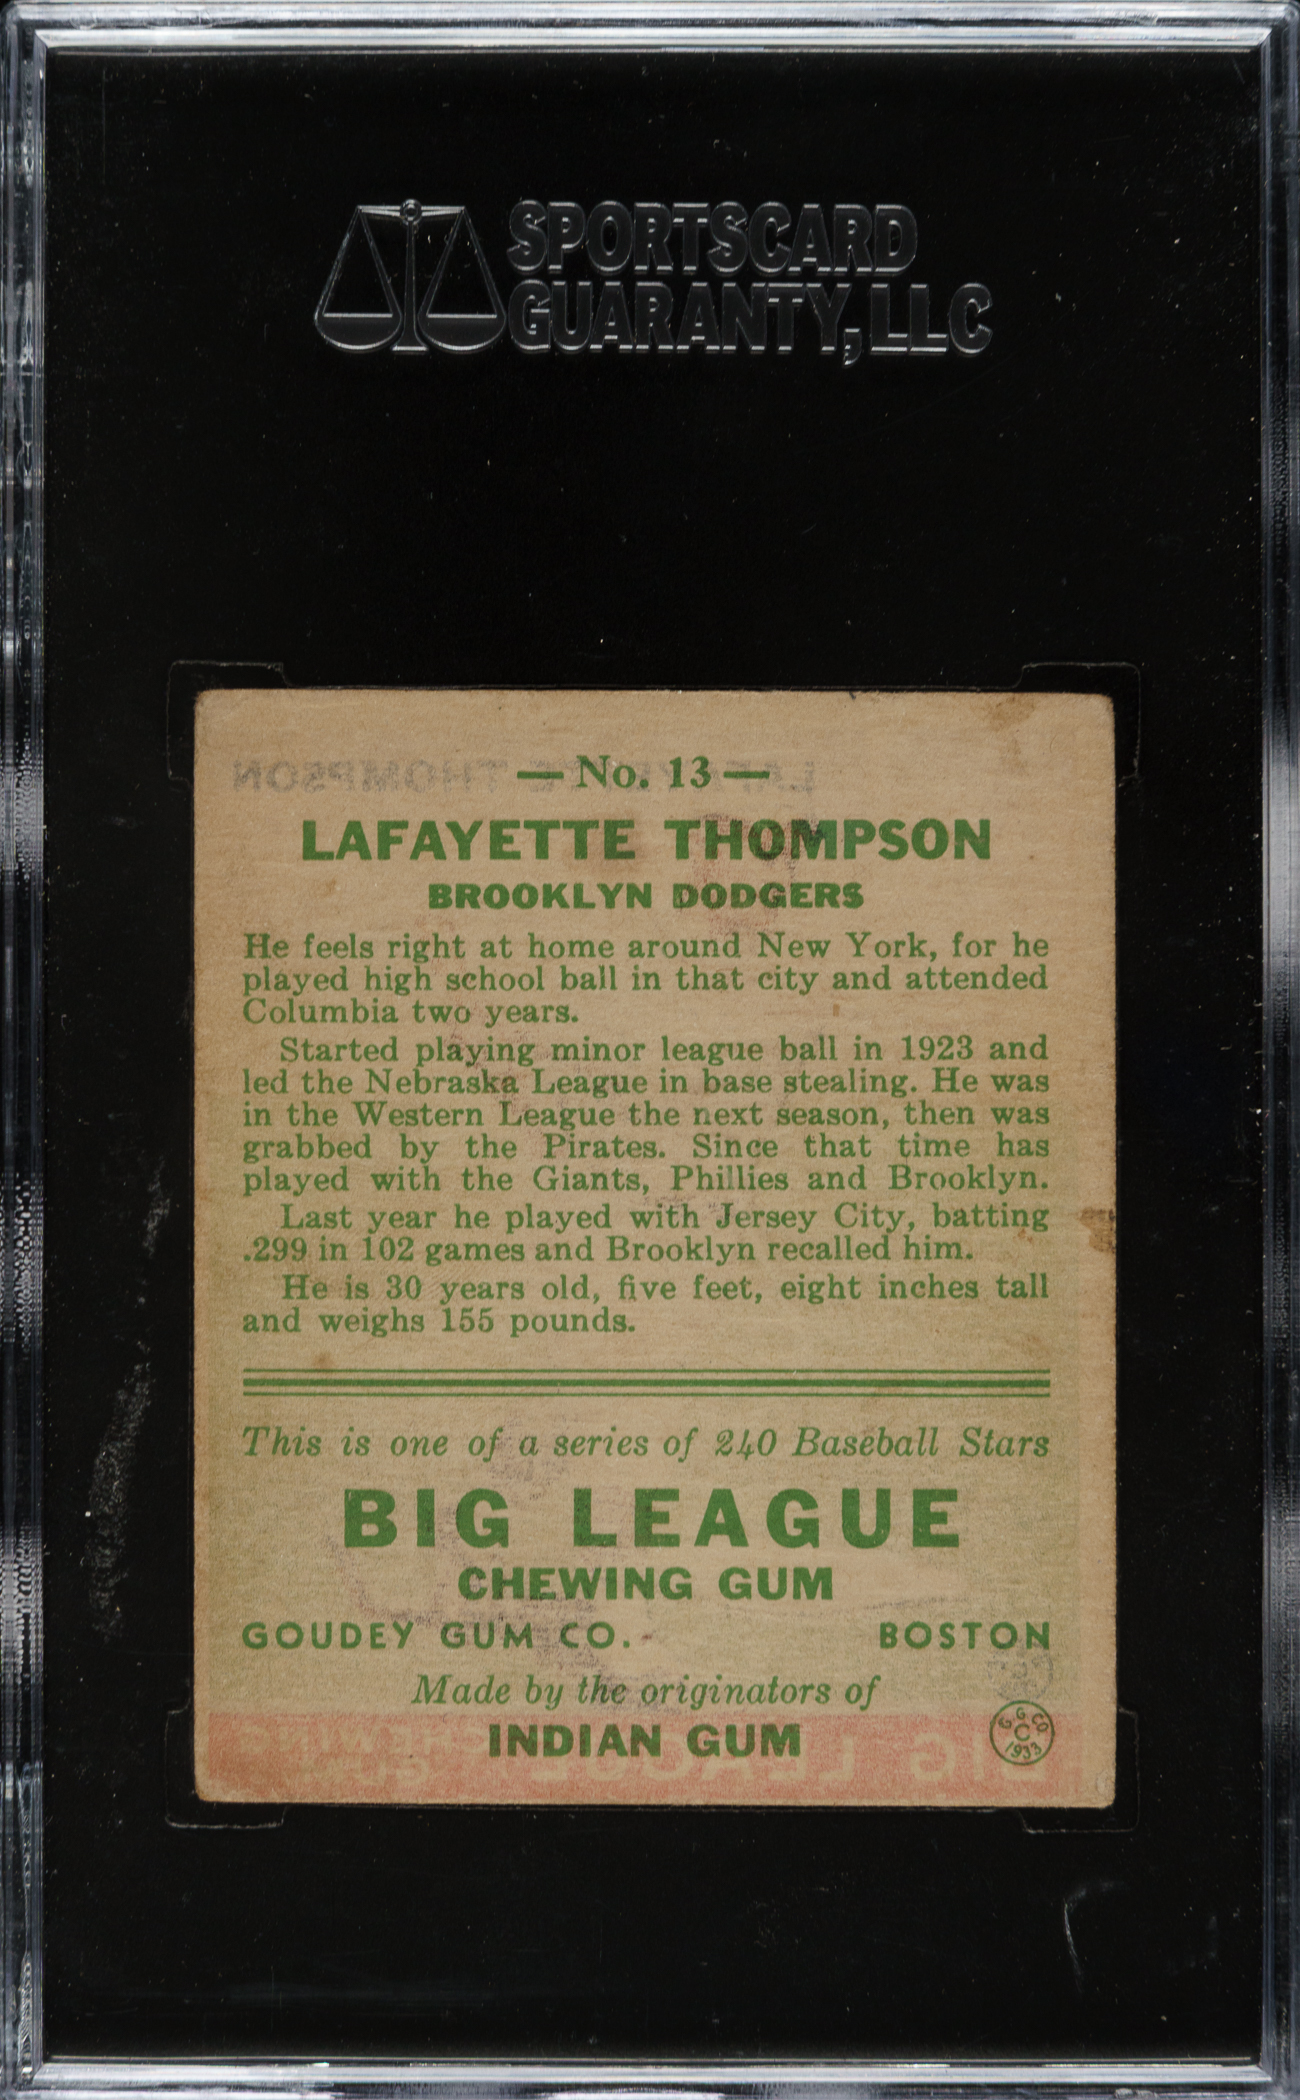 SPORTSCARD
GUARANTY, LLC
— No. 13 —
LAFAYETTE THOMPSON
BROOKLYN DODGERS
He feels right at home around New York, for he
played high school ball in that city and attended
Columbia two years.
Started playing minor league ball in 1923 and
led the Nebraska League in base stealing. He was
in the Western League the next season, then was
grabbed by the Pirates. Since that time has
played with the Giants, Phillies and Brooklyn.
Last year he played with Jersey City, batting
.299 in 102 games and Brooklyn recalled him.
He is 30 years old, five feet, eight inches tall
and weighs 155 pounds.
This is one of a series of 240 Baseball Stars
BIG LEAGUE
CHEWING GUM
GOUDEY GUM CO. BOSTON
Made by the originators of
INDIAN GUM
G G CO
C
1933
LAFAYETTE THOMPSON
BIG LEAGUE CHEWING
GUM